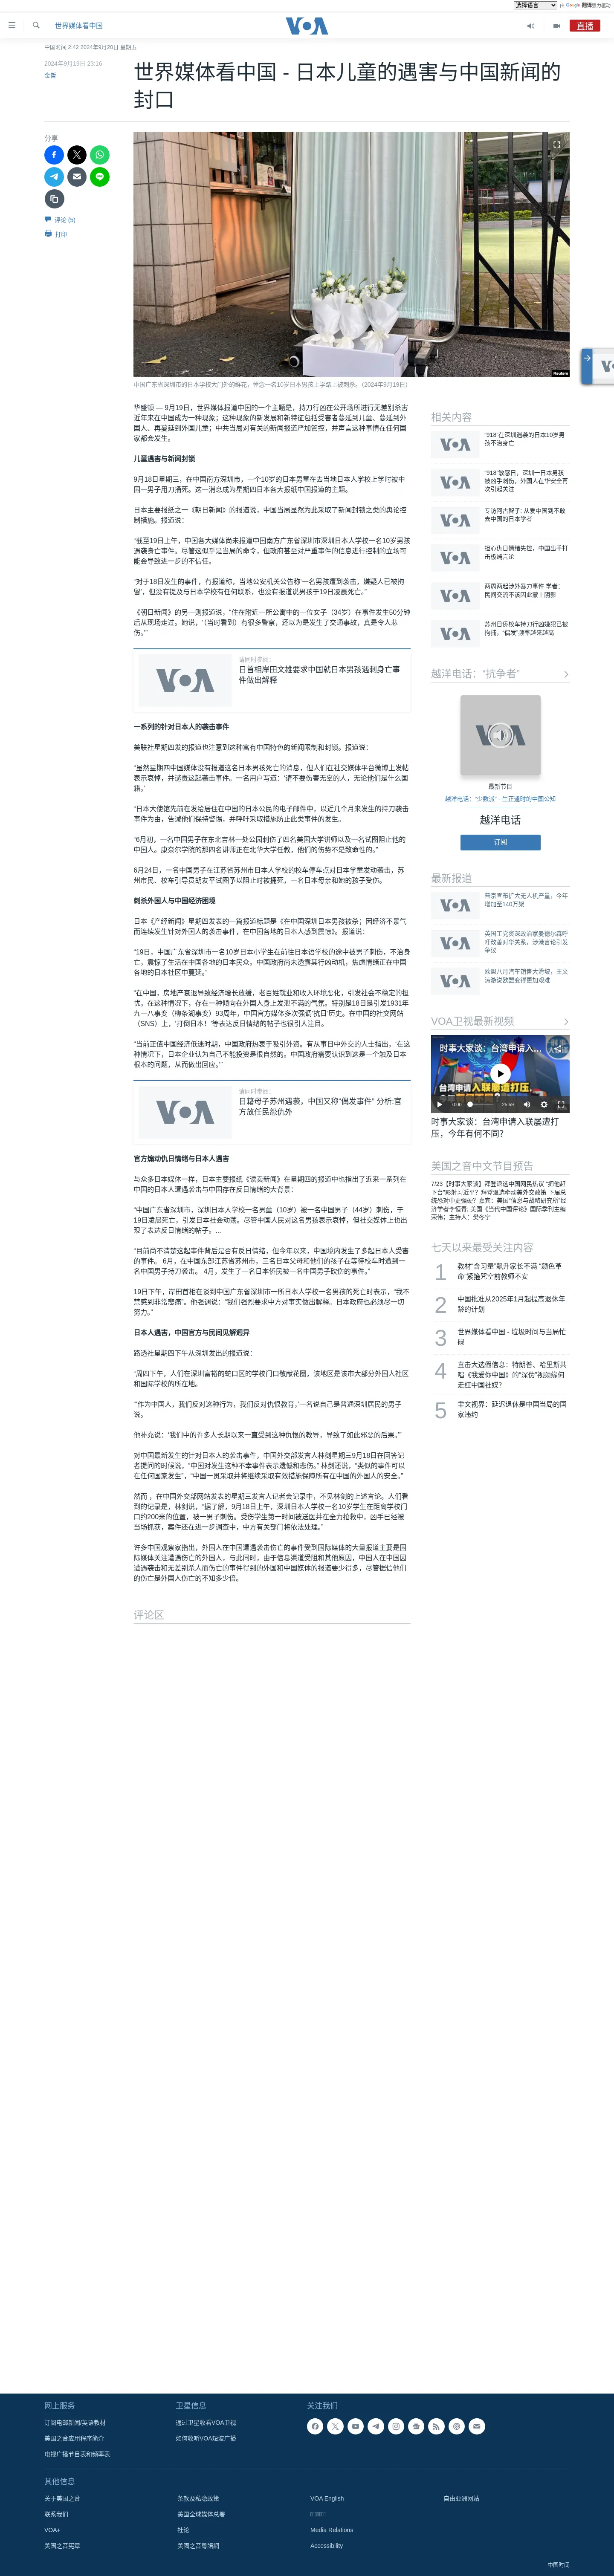 选择语言
由 Google 翻译强力驱动
世界媒体看中国
VOA
直播
中国时间 2:42 2024年9月20日 星期五
2024年9月19日 23:16
金哲
世界媒体看中国 - 日本儿童的遇害与中国新闻的
封口
分享
评论 (5)
打印
Reuters
中国广东省深圳市的日本学校大门外的鲜花，悼念一名10岁日本男孩上学路上被刺杀。（2024年9月19日）
华盛顿 — 9月19日，世界媒体报道中国的一个主题是，持刀行凶在公开场所进行无差别杀害
近年来在中国成为一种现象；这种现象的新发展和新特征包括受害者蔓延到儿童、蔓延到外国
人、再蔓延到外国儿童；中共当局对有关的新闻报道严加管控，并声言这种事情在任何国
家都会发生。
儿童遇害与新闻封锁
9月18日星期三，在中国南方深圳市，一个10岁的日本男童在去当地日本人学校上学时被中
国一男子用刀捅死。这一消息成为星期四日本各大报纸中国报道的主题。
日本主要报纸之一《朝日新闻》的报道说，中国当局显然为此采取了新闻封锁之类的舆论控
制措施。报道说：
“截至19日上午，中国各大媒体尚未报道中国南方广东省深圳市深圳日本人学校一名10岁男孩
遇袭身亡事件。尽管这似乎是当局的命令，但政府甚至对严重事件的信息进行控制的立场可
能会导致进一步的不信任。
“对于18日发生的事件，有报道称，当地公安机关公告称‘一名男孩遭到袭击，嫌疑人已被拘
留’，但没有提及与日本学校有任何联系，也没有报道说男孩于19日凌晨死亡。”
《朝日新闻》的另一则报道说，“住在附近一所公寓中的一位女子（34岁）在事件发生50分钟
后从现场走过。她说，‘（当时看到）有很多警察，还以为是发生了交通事故，真是令人悲
伤。’”
请同时参阅：
日首相岸田文雄要求中国就日本男孩遇刺身亡事
件做出解释
一系列的针对日本人的袭击事件
美联社星期四发的报道也注意到这种富有中国特色的新闻限制和封锁。报道说：
“虽然星期四中国媒体没有报道这名日本男孩死亡的消息，但人们在社交媒体平台微博上发帖
表示哀悼，并谴责这起袭击事件。一名用户写道：‘请不要伤害无辜的人，无论他们是什么国
籍。’
“日本大使馆先前在发给居住在中国的日本公民的电子邮件中，以近几个月来发生的持刀袭击
事件为由，告诫他们保持警惕，并呼吁采取措施防止此类事件的发生。
“6月初，一名中国男子在东北吉林一处公园刺伤了四名美国大学讲师以及一名试图阻止他的
中国人。康奈尔学院的那四名讲师正在北华大学任教，他们的伤势不是致命性的。”
6月24日，一名中国男子在江苏省苏州市日本人学校的校车停车点对日本学童发动袭击，苏
州市民、校车引导员胡友平试图予以阻止时被捅死，一名日本母亲和她的孩子受伤。
刺杀外国人与中国经济困境
日本《产经新闻》星期四发表的一篇报道标题是《在中国深圳日本男孩被杀；因经济不景气
而连续发生针对外国人的袭击事件，在中国各地的日本人感到震惊》。报道说：
“19日，中国广东省深圳市一名10岁日本小学生在前往日本语学校的途中被男子刺伤，不治身
亡，震惊了生活在中国各地的日本民众。中国政府尚未透露其行凶动机，焦虑情绪正在中国
各地的日本社区中蔓延。”
“在中国，房地产衰退导致经济增长放缓，老百姓就业和收入环境恶化，引发社会不稳定的担
忧。在这种情况下，存在一种倾向在外国人身上发泄不满的气氛。特别是18日是引发1931年
九一八事变（柳条湖事变）93周年，中国官方媒体多次强调‘抗日’历史。在中国的社交网站
（SNS）上，‘打倒日本！’等表达反日情绪的帖子也很引人注目。
“当前正值中国经济低迷时期，中国政府热衷于吸引外资。有从事日中外交的人士指出，‘在这
种情况下，日本企业认为自己不能投资是很自然的。中国政府需要认识到这是一个触及日本
根本的问题，从而做出回应。’”
请同时参阅：
日籍母子苏州遇袭，中国又称“偶发事件” 分析:官
方放任民怨仇外
官方煽动仇日情绪与日本人遇害
与众多日本媒体一样，日本主要报纸《读卖新闻》在星期四的报道中也指出了近来一系列在
中国的日本人遭遇袭击与中国存在反日情绪的大背景：
“中国广东省深圳市，深圳日本人学校一名男童（10岁）被一名中国男子（44岁）刺伤，于
19日凌晨死亡，引发日本社会动荡。尽管中国人民对这名男孩表示哀悼，但社交媒体上也出
现了表达反日情绪的帖子。...
“目前尚不清楚这起事件背后是否有反日情绪，但今年以来，中国境内发生了多起日本人受害
的事件。 6月，在中国东部江苏省苏州市，三名日本人和他们的孩子在等待校车时遭到一
名中国男子持刀袭击。 4月，发生了一名日本侨民被一名中国男子砍伤的事件。”
19日下午，岸田首相在谈到中国广东省深圳市一所日本人学校一名男孩的死亡时表示，“我不
禁感到非常悲痛”。他强调说：“我们强烈要求中方对事实做出解释。日本政府也必须尽一切
努力。”
日本人遇害，中国官方与民间见解迥异
路透社星期四下午从深圳发出的报道说：
“周四下午，人们在深圳富裕的蛇口区的学校门口敬献花圈，该地区是该市大部分外国人社区
和国际学校的所在地。
“‘作为中国人，我们反对这种行为，我们反对仇恨教育，’一名说自己是普通深圳居民的男子
说。
他补充说：‘我们中的许多人长期以来一直受到这种仇恨的教导，导致了如此邪恶的后果。’”
对中国最新发生的针对日本人的袭击事件，中国外交部发言人林剑星期三9月18日在回答记
者提问的时候说，“中国对发生这种不幸事件表示遗憾和悲伤。” 林剑还说，“类似的事件可以
在任何国家发生”，“中国一贯采取并将继续采取有效措施保障所有在中国的外国人的安全。”
然而，在中国外交部网站发表的星期三发言人记者会记录中，不见林剑的上述言论。人们看
到的记录是，林剑说，“据了解，9月18日上午，深圳日本人学校一名10岁学生在距离学校门
口约200米的位置，被一男子刺伤。受伤学生第一时间被送医并在全力抢救中，凶手已经被
当场抓获，案件还在进一步调查中，中方有关部门将依法处理。”
许多中国观察家指出，外国人在中国遭遇袭击伤亡的事件受到国际媒体的大量报道主要是国
际媒体关注遭遇伤亡的外国人，与此同时，由于信息渠道受阻和其他原因，中国人在中国因
遭遇袭击和无差别杀人而伤亡的事件得到的外国和中国媒体的报道要少得多，尽管据信他们
的伤亡是外国人伤亡的不知多少倍。
评论区
相关内容
“918”在深圳遇袭的日本10岁男
孩不治身亡
“918”敏感日，深圳一日本男孩
被凶手刺伤，外国人在华安全再
次引起关注
专访阿古智子: 从爱中国到不敢
去中国的日本学者
担心仇日情绪失控，中国出手打
击极端言论
两周两起涉外暴力事件 学者：
民间交流不该因此蒙上阴影
苏州日侨校车持刀行凶嫌犯已被
拘捕，“偶发”频率越来越高
越洋电话：“抗争者”
最新节目
越洋电话：“少数派” - 生正逢时的中国公知
越洋电话
订阅
最新报道
普京宣布扩大无人机产量，今年
增加至140万架
英国工党资深政治家曼德尔森呼
吁改善对华关系，涉港言论引发
争议
欧盟八月汽车销售大滑坡，王文
涛游说欧盟变得更加艰难
VOA卫视最新视频
时事大家谈：台湾申请入...
台湾申请入联屡遭打压,
0:00
25:59
时事大家谈：台湾申请入联屡遭打
压，今年有何不同？
美国之音中文节目预告
7/23【时事大家谈】拜登退选中国网民热议 “把他赶
下台”影射习近平？拜登退选牵动美外交政策 下届总
统恐对中更强硬？嘉宾：美国“信息与战略研究所”经
济学者李恒青; 美国《当代中国评论》国际季刊主编
荣伟；主持人：樊冬宁
七天以来最受关注内容
1
教材“含习量”飙升家长不满 “颜色革
命”紧箍咒空前教师不安
2
中国批准从2025年1月起提高退休年
龄的计划
3
世界媒体看中国 - 垃圾时间与当局忙
碌
4
直击大选假信息：特朗普、哈里斯共
唱《我爱你中国》的“深伪”视频缘何
走红中国社媒？
5
聿文视界：延迟退休是中国当局的国
家违约
网上服务
订阅电邮新闻/英语教材
美国之音应用程序简介
电视广播节目表和频率表
卫星信息
通过卫星收看VOA卫视
如何收听VOA短波广播
关注我们
其他信息
关于美国之音
条款及私隐政策
VOA English
自由亚洲网站
联系我们
美国全球媒体总署
VOA+
社论
Media Relations
美国之音宪章
美國之音粵語網
Accessibility
中国时间